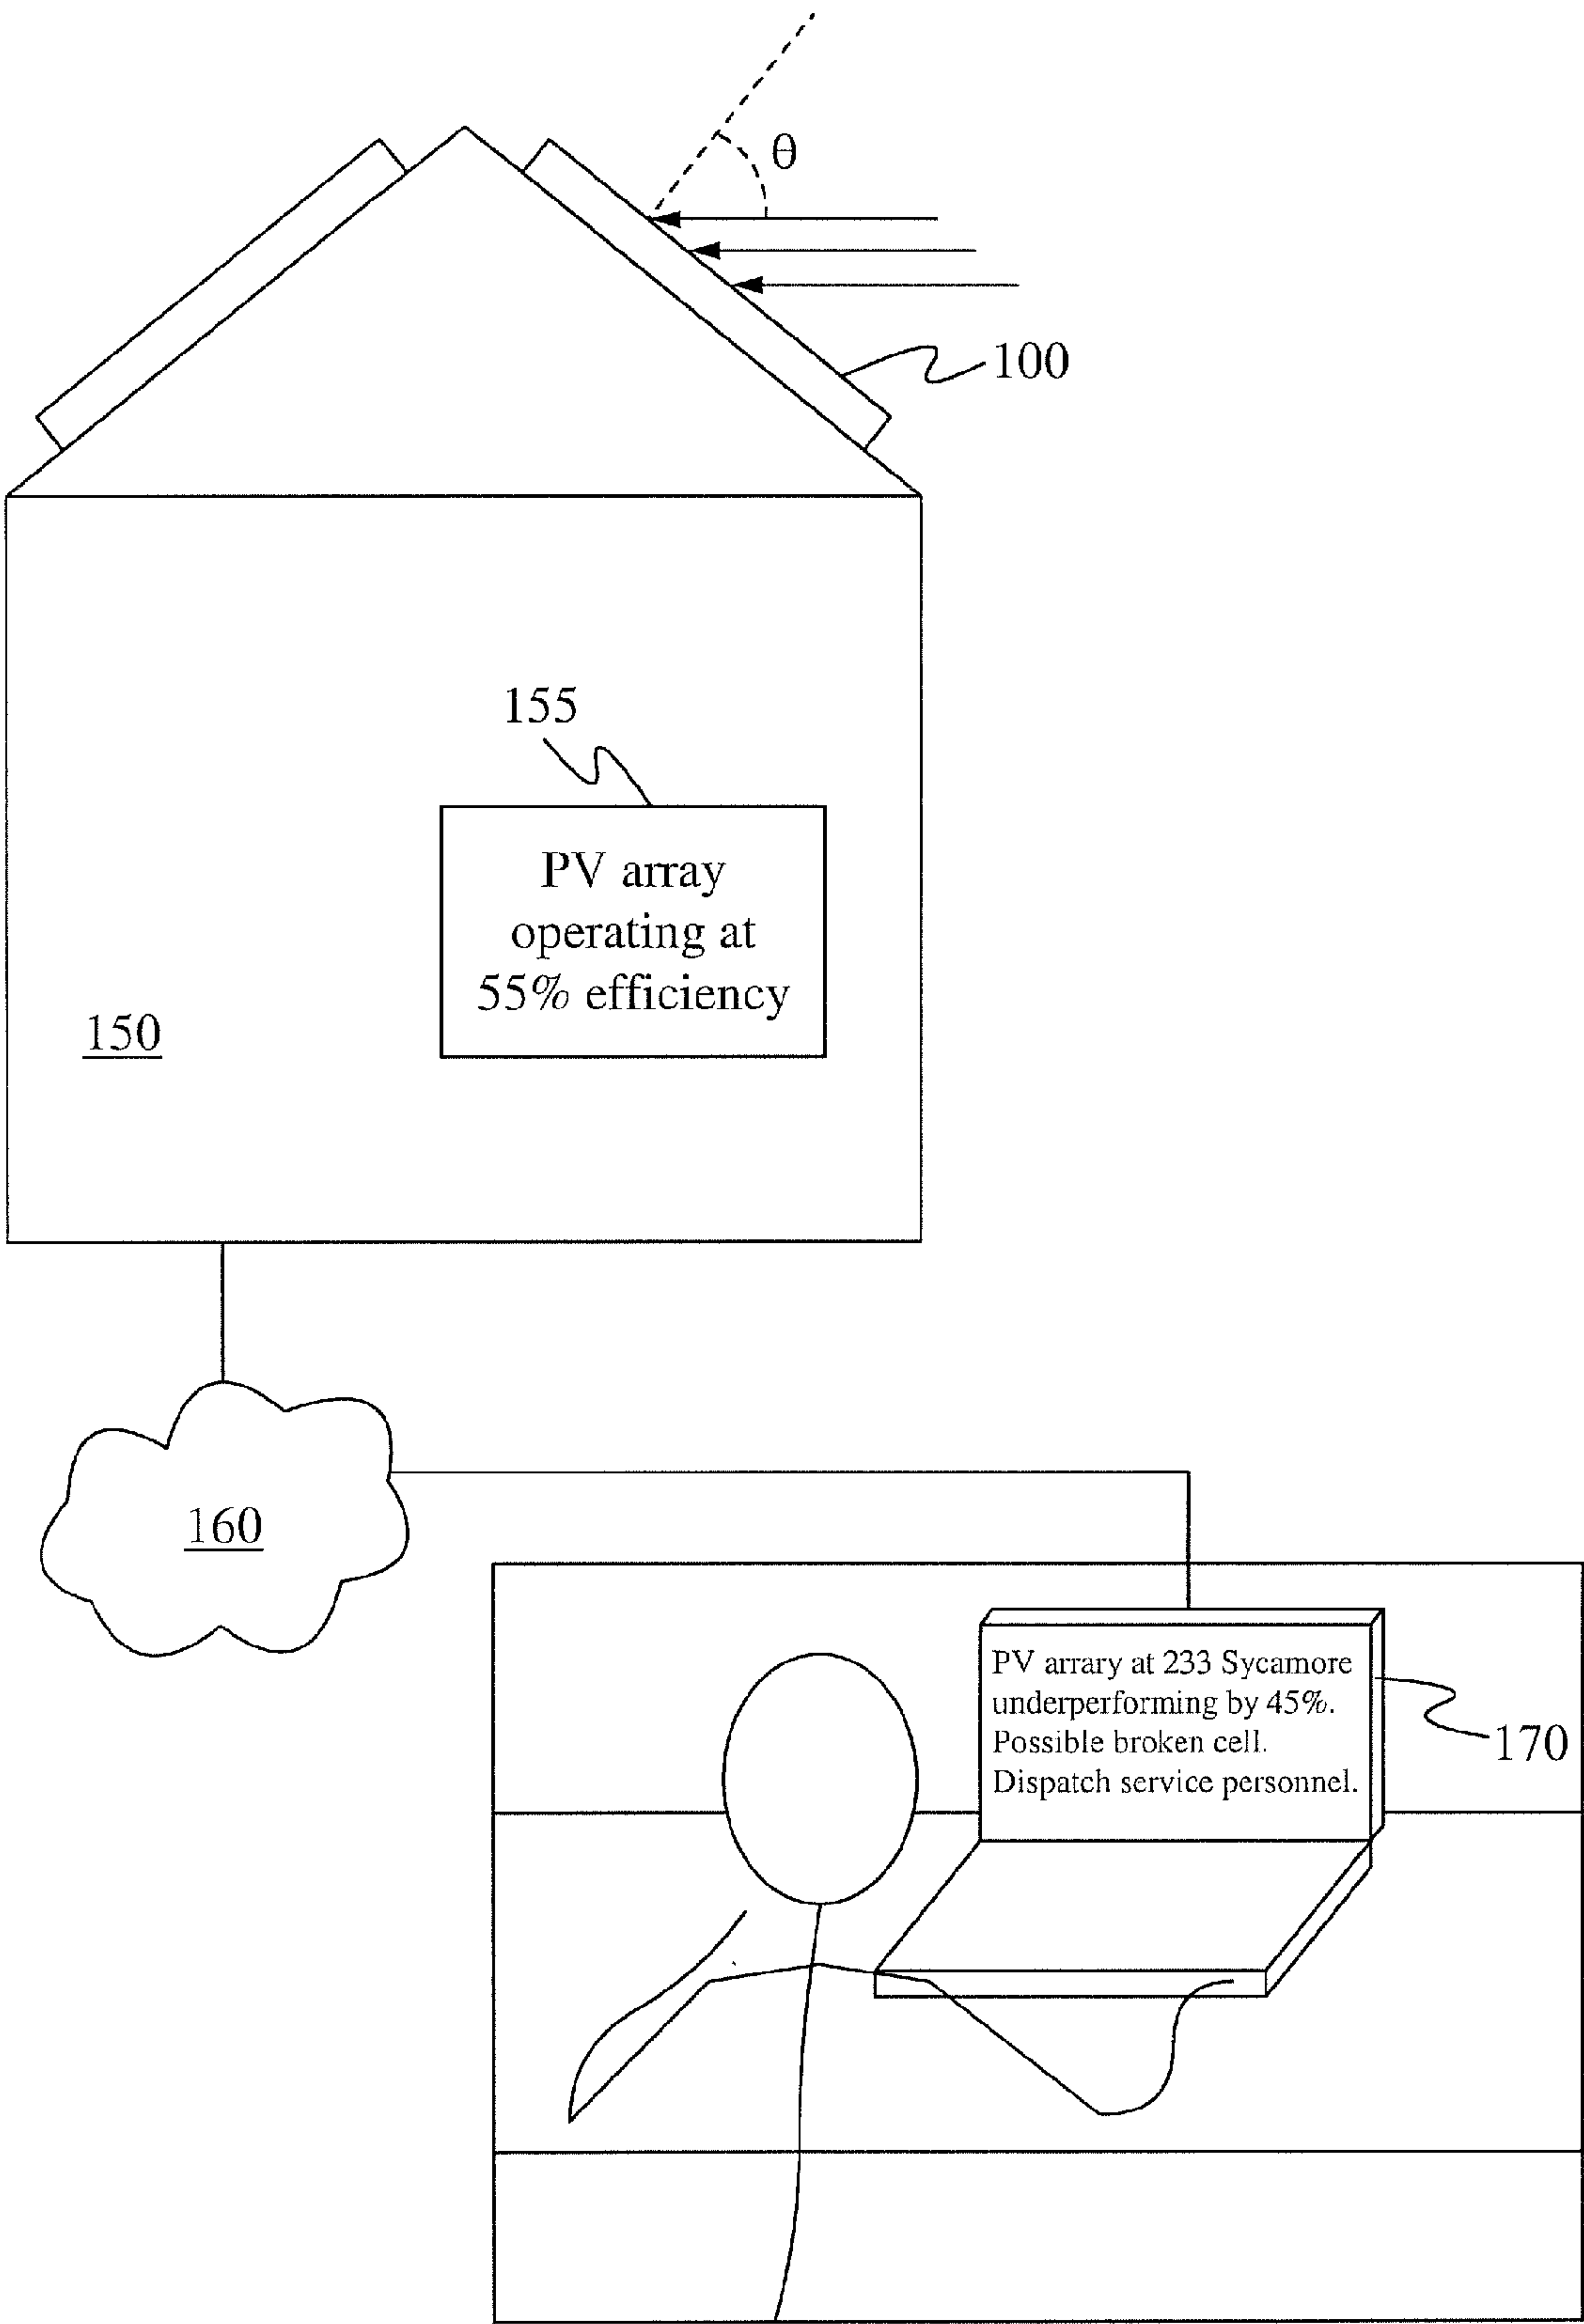 θ
100
155
PV array
operating at
55% efficiency
150
160
PV arrary at 233 Sycamore
underperforming by 45%.
Possible broken cell.
Dispatch service personnel.
170